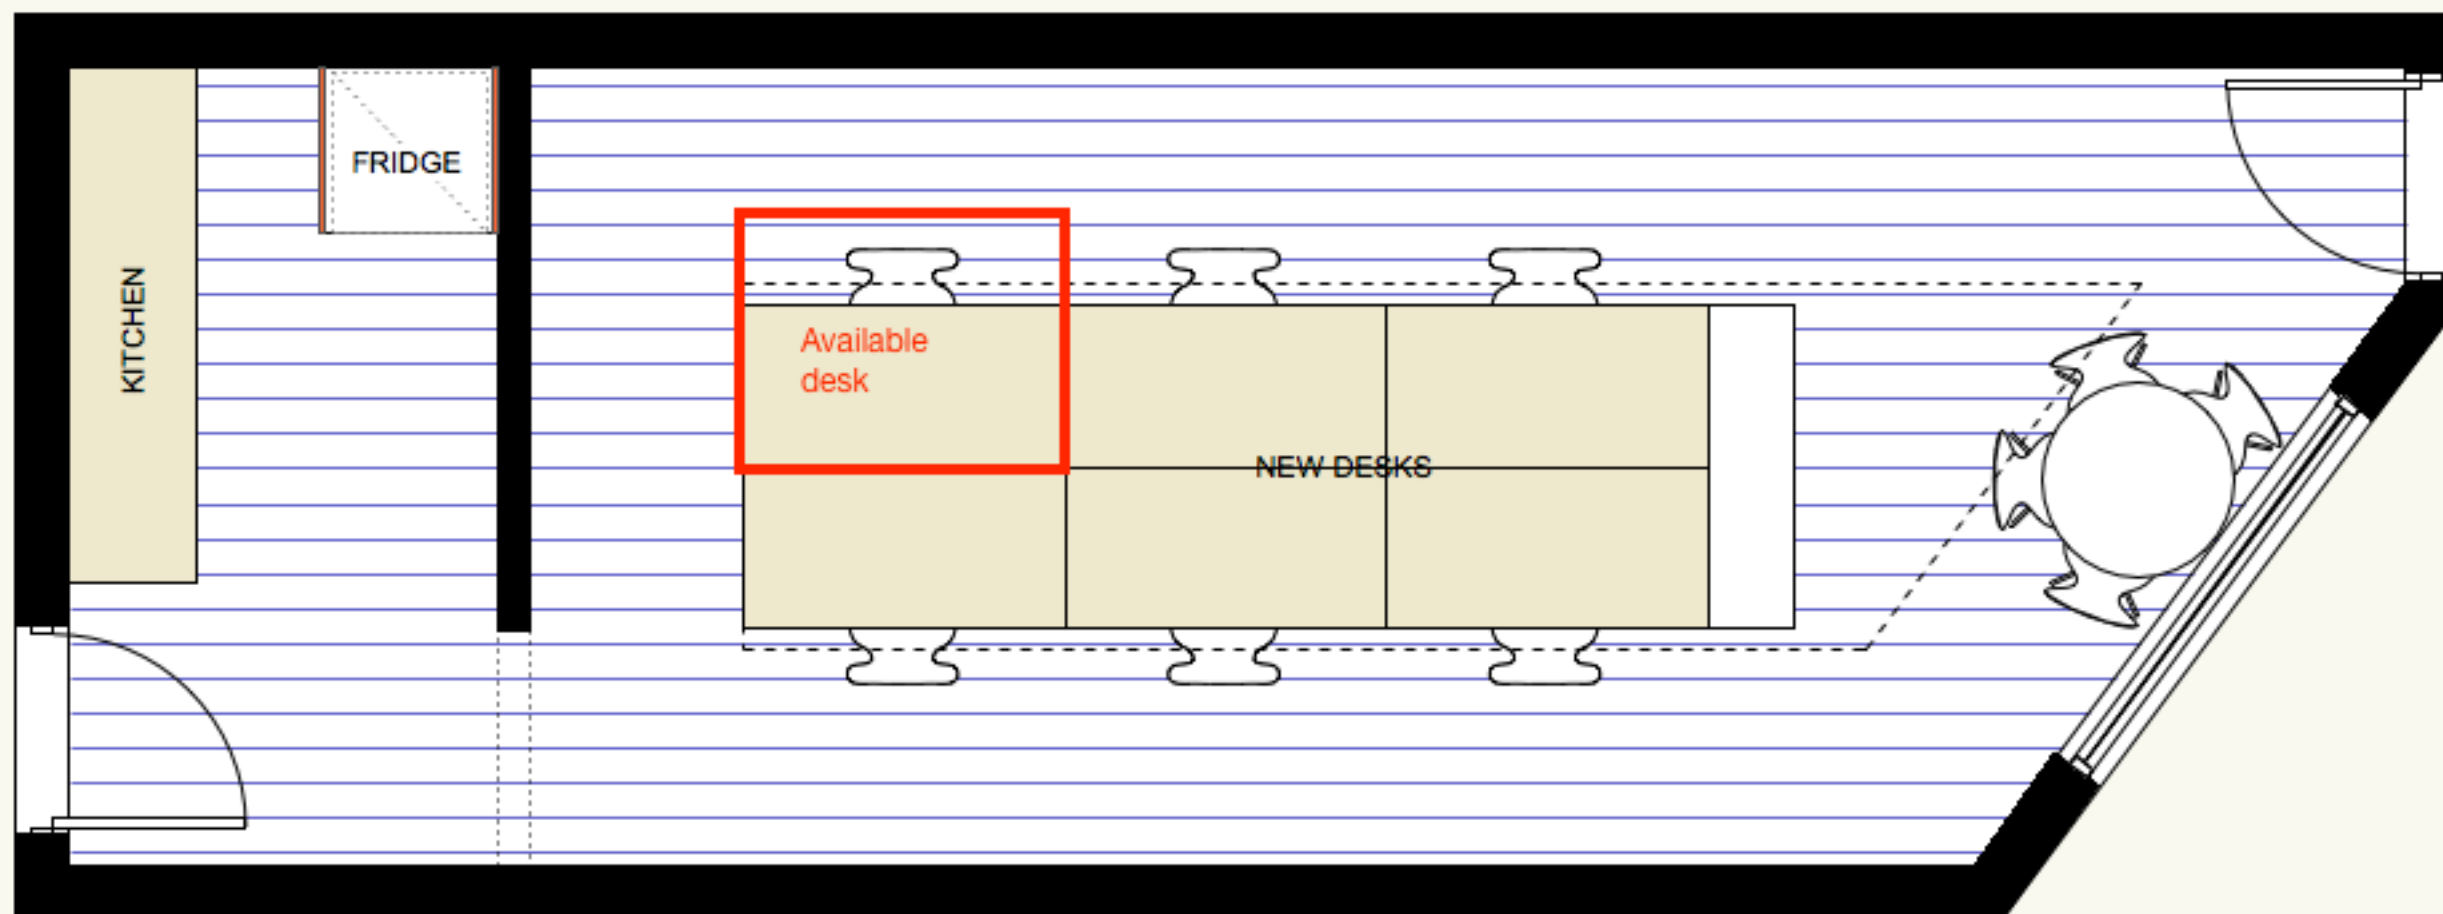 FRIDGE
KITCHEN
Available
desk
NEW DESKS